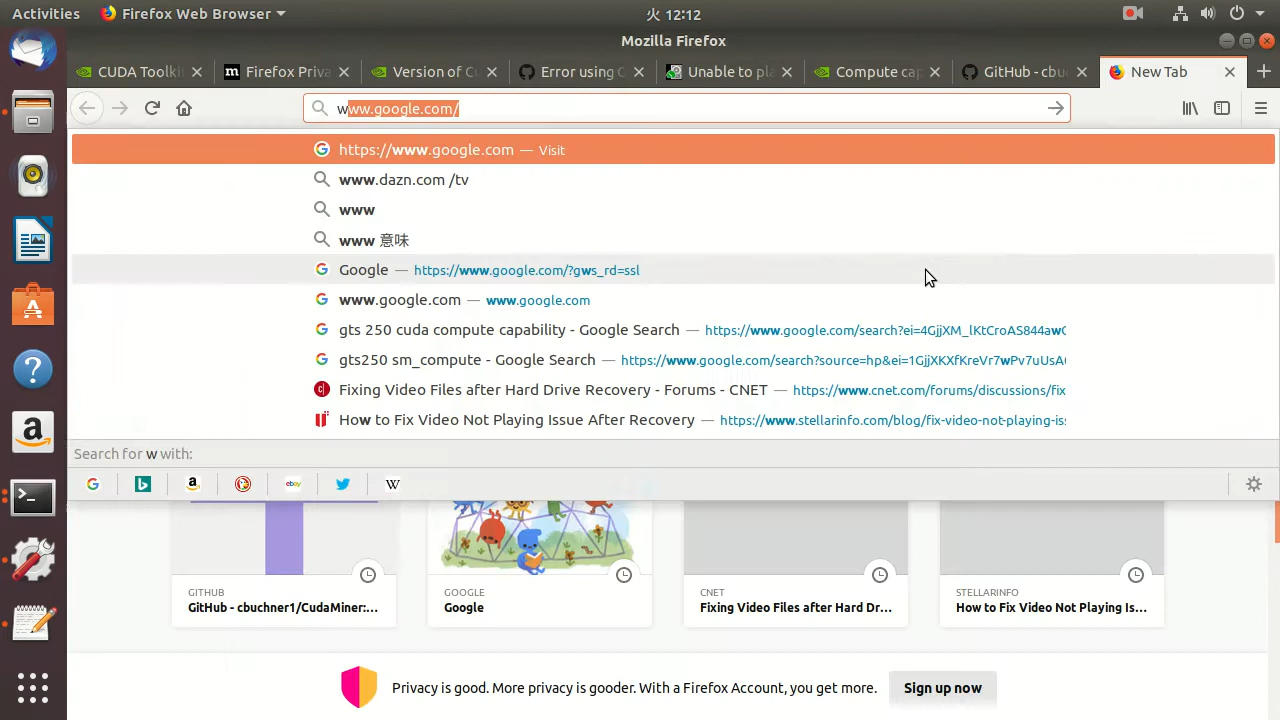 Activities Firefox Web Browser 火 12:12
Mozilla Firefox
CUDA Toolki Firefox Priva Version of Cu Error using C Unable to pla Compute cap GitHub - cbuc New Tab
www.google.com/
https://www.google.com — Visit
www.dazn.com /tv
www
www 意味
Google — https://www.google.com/?gws_rd=ssl
www.google.com — www.google.com
gts 250 cuda compute capability - Google Search — https://www.google.com/search?ei=4GjjXM_lKtCroAS844awC
gts250 sm_compute - Google Search — https://www.google.com/search?source=hp&ei=1GjjXKXfKreVr7wPv7uUsA
Fixing Video Files after Hard Drive Recovery - Forums - CNET — https://www.cnet.com/forums/discussions/fix
How to Fix Video Not Playing Issue After Recovery — https://www.stellarinfo.com/blog/fix-video-not-playing-is
Search for w with:
GITHUB GOOGLE CNET STELLARINFO
GitHub - cbuchner1/CudaMiner:... Google Fixing Video Files after Hard Dr... How to Fix Video Not Playing Is...
Privacy is good. More privacy is gooder. With a Firefox Account, you get more. Sign up now